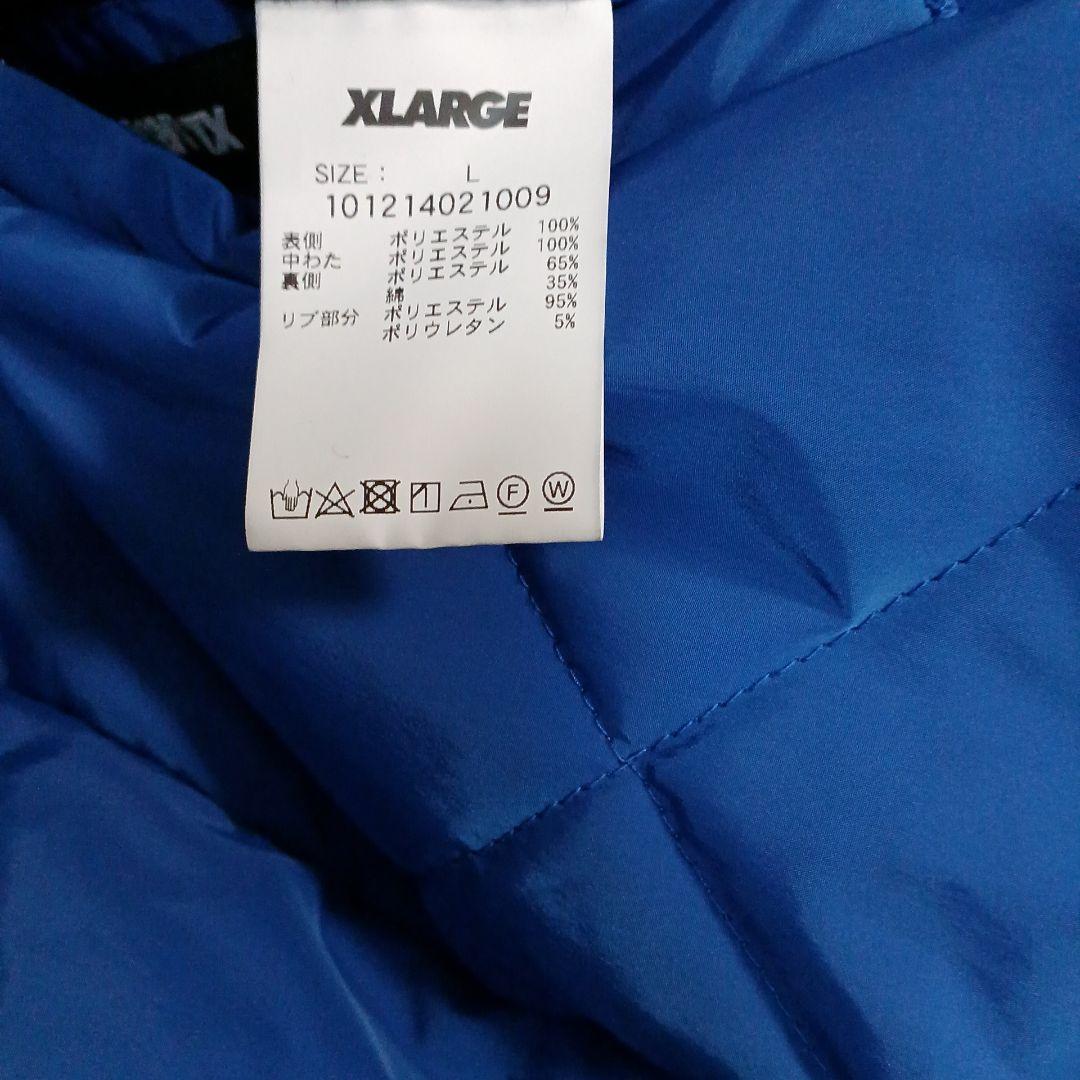 XLARGE
SIZE : L
101214021009
表側 ポリエステル 100%
中わた ポリエステル 100%
裏側 ポリエステル 65%
綿 35%
リブ部分 ポリエステル 95%
ポリウレタン 5%
F W